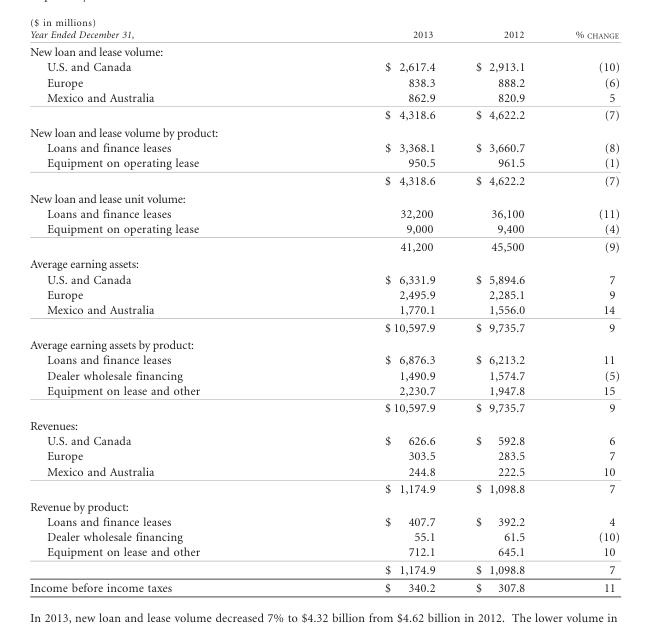 ($ in millions)
Year Ended December 31, 2013 2012 % CHANGE
New loan and lease volume:
U.S. and Canada $ 2,617.4 $ 2,913.1 (10)
Europe 838.3 888.2 (6)
Mexico and Australia 862.9 820.9 5
$ 4,318.6 $ 4,622.2 (7)
New loan and lease volume by product:
Loans and finance leases $ 3,368.1 $ 3,660.7 (8)
Equipment on operating lease 950.5 961.5 (1)
$ 4,318.6 $ 4,622.2 (7)
New loan and lease unit volume:
Loans and finance leases 32,200 36,100 (11)
Equipment on operating lease 9,000 9,400 (4)
41,200 45,500 (9)
Average earning assets:
U.S. and Canada $ 6,331.9 $ 5,894.6 7
Europe 2,495.9 2,285.1 9
Mexico and Australia 1,770.1 1,556.0 14
$ 10,597.9 $ 9,735.7 9
Average earning assets by product:
Loans and finance leases $ 6,876.3 $ 6,213.2 11
Dealer wholesale financing 1,490.9 1,574.7 (5)
Equipment on lease and other 2,230.7 1,947.8 15
$ 10,597.9 $ 9,735.7 9
Revenues:
U.S. and Canada $ 626.6 $ 592.8 6
Europe 303.5 283.5 7
Mexico and Australia 244.8 222.5 10
$ 1,174.9 $ 1,098.8 7
Revenue by product:
Loans and finance leases $ 407.7 $ 392.2 4
Dealer wholesale financing 55.1 61.5 (10)
Equipment on lease and other 712.1 645.1 10
$ 1,174.9 $ 1,098.8 7
Income before income taxes $ 340.2 $ 307.8 11
In 2013, new loan and lease volume decreased 7% to $4.32 billion from $4.62 billion in 2012. The lower volume in